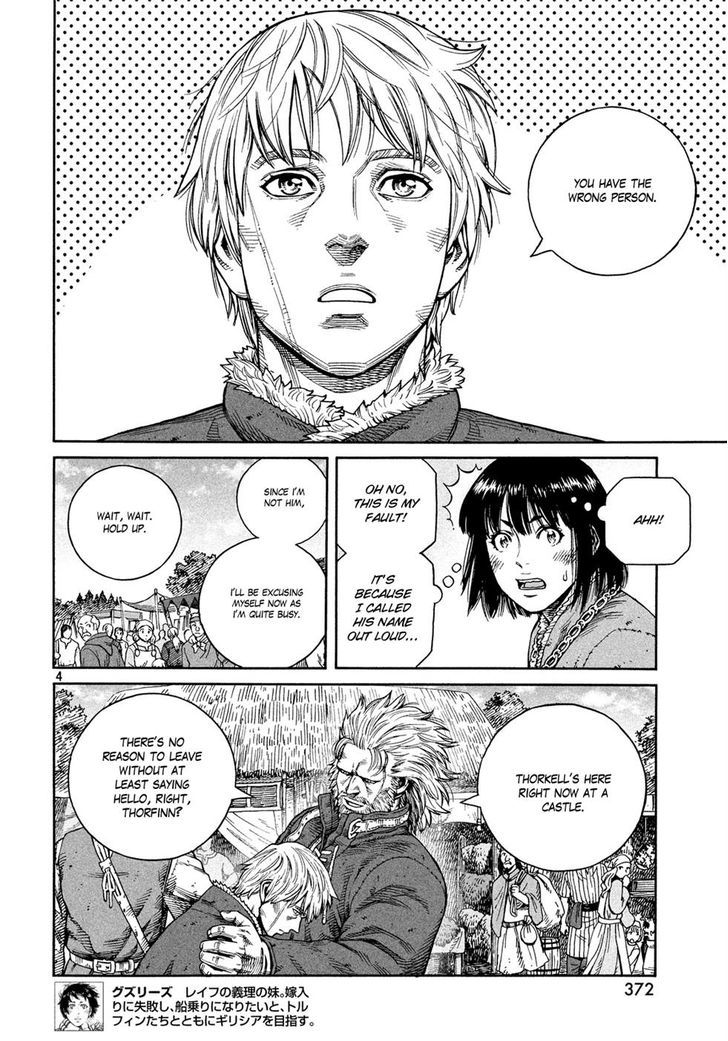 YOU HAVE THE
WRONG PERSON.
AHH!
OH NO,
THIS IS MY
FAULT!
IT'S
BECAUSE
I CALLED
HIS NAME
OUT LOUD...
SINCE I'M
NOT HIM,
I'LL BE EXCUSING
MYSELF NOW AS
I'M QUITE BUSY.
WAIT, WAIT.
HOLD UP.
4
THORKELL'S HERE
RIGHT NOW AT A
CASTLE.
THERE'S NO
REASON TO LEAVE
WITHOUT AT
LEAST SAYING
HELLO, RIGHT,
THORFINN?
グズリーズ　レイフの義理の妹。嫁入
りに失敗し、船乗りになりたいと、トル
フィンたちとともにギリシアを目指す。
372